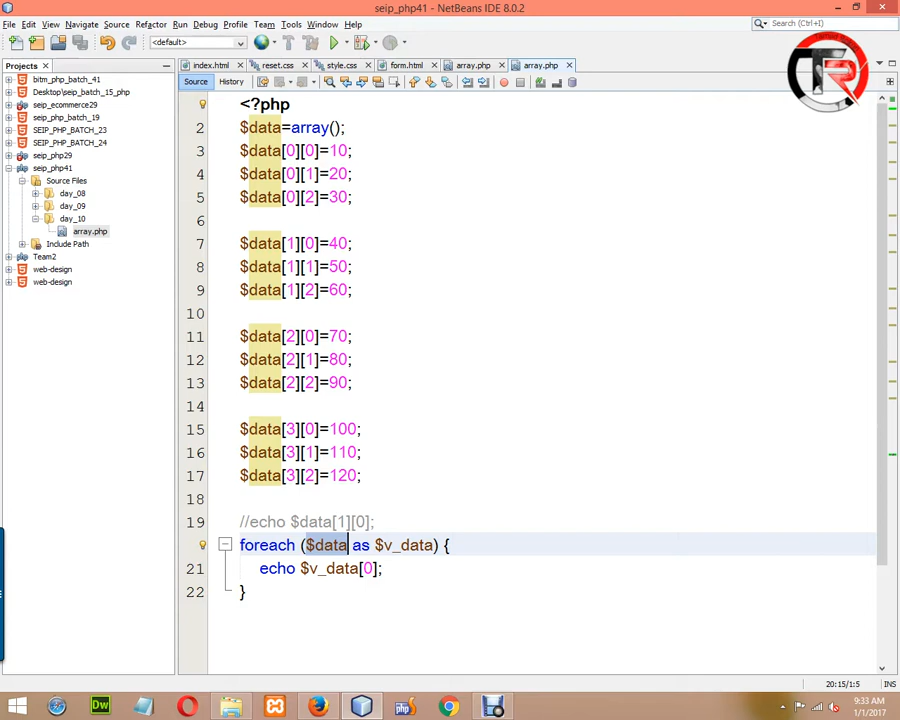 seip_php41 - NetBeans IDE 8.0.2
File Edit View Navigate Source Refactor Run Debug Profile Team Tools Window Help
Search (Ctrl+I)
<default>
Projects
index.html reset.css style.css form.html array.php array.php
Source History
bitm_php_batch_41
Desktop\seip_batch_15_php
seip_ecommerce29
seip_php_batch_19
SEIP_PHP_BATCH_23
SEIP_PHP_BATCH_24
seip_php29
seip_php41
Source Files
day_08
day_09
day_10
array.php
Include Path
Team2
web-design
web-design
<?php
2 $data=array();
3 $data[0][0]=10;
4 $data[0][1]=20;
5 $data[0][2]=30;
6
7 $data[1][0]=40;
8 $data[1][1]=50;
9 $data[1][2]=60;
10
11 $data[2][0]=70;
12 $data[2][1]=80;
13 $data[2][2]=90;
14
15 $data[3][0]=100;
16 $data[3][1]=110;
17 $data[3][2]=120;
18
19 //echo $data[1][0];
foreach ($data as $v_data) {
21 echo $v_data[0];
22 }
20:15/1:5 INS
Dw
php
9:33 AM
1/1/2017